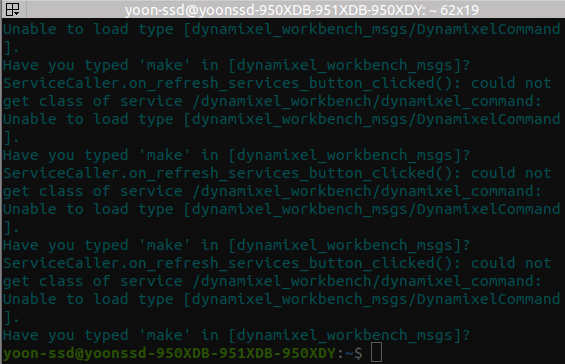 yoon-ssd@yoonssd-950XDB-951XDB-950XDY: ~ 62x19
Unable to load type [dynamixel_workbench_msgs/DynamixelCommand
].
Have you typed 'make' in [dynamixel_workbench_msgs]?
ServiceCaller.on_refresh_services_button_clicked(): could not
get class of service /dynamixel_workbench/dynamixel_command:
Unable to load type [dynamixel_workbench_msgs/DynamixelCommand
].
Have you typed 'make' in [dynamixel_workbench_msgs]?
ServiceCaller.on_refresh_services_button_clicked(): could not
get class of service /dynamixel_workbench/dynamixel_command:
Unable to load type [dynamixel_workbench_msgs/DynamixelCommand
].
Have you typed 'make' in [dynamixel_workbench_msgs]?
ServiceCaller.on_refresh_services_button_clicked(): could not
get class of service /dynamixel_workbench/dynamixel_command:
Unable to load type [dynamixel_workbench_msgs/DynamixelCommand
].
Have you typed 'make' in [dynamixel_workbench_msgs]?
yoon-ssd@yoonssd-950XDB-951XDB-950XDY:~$